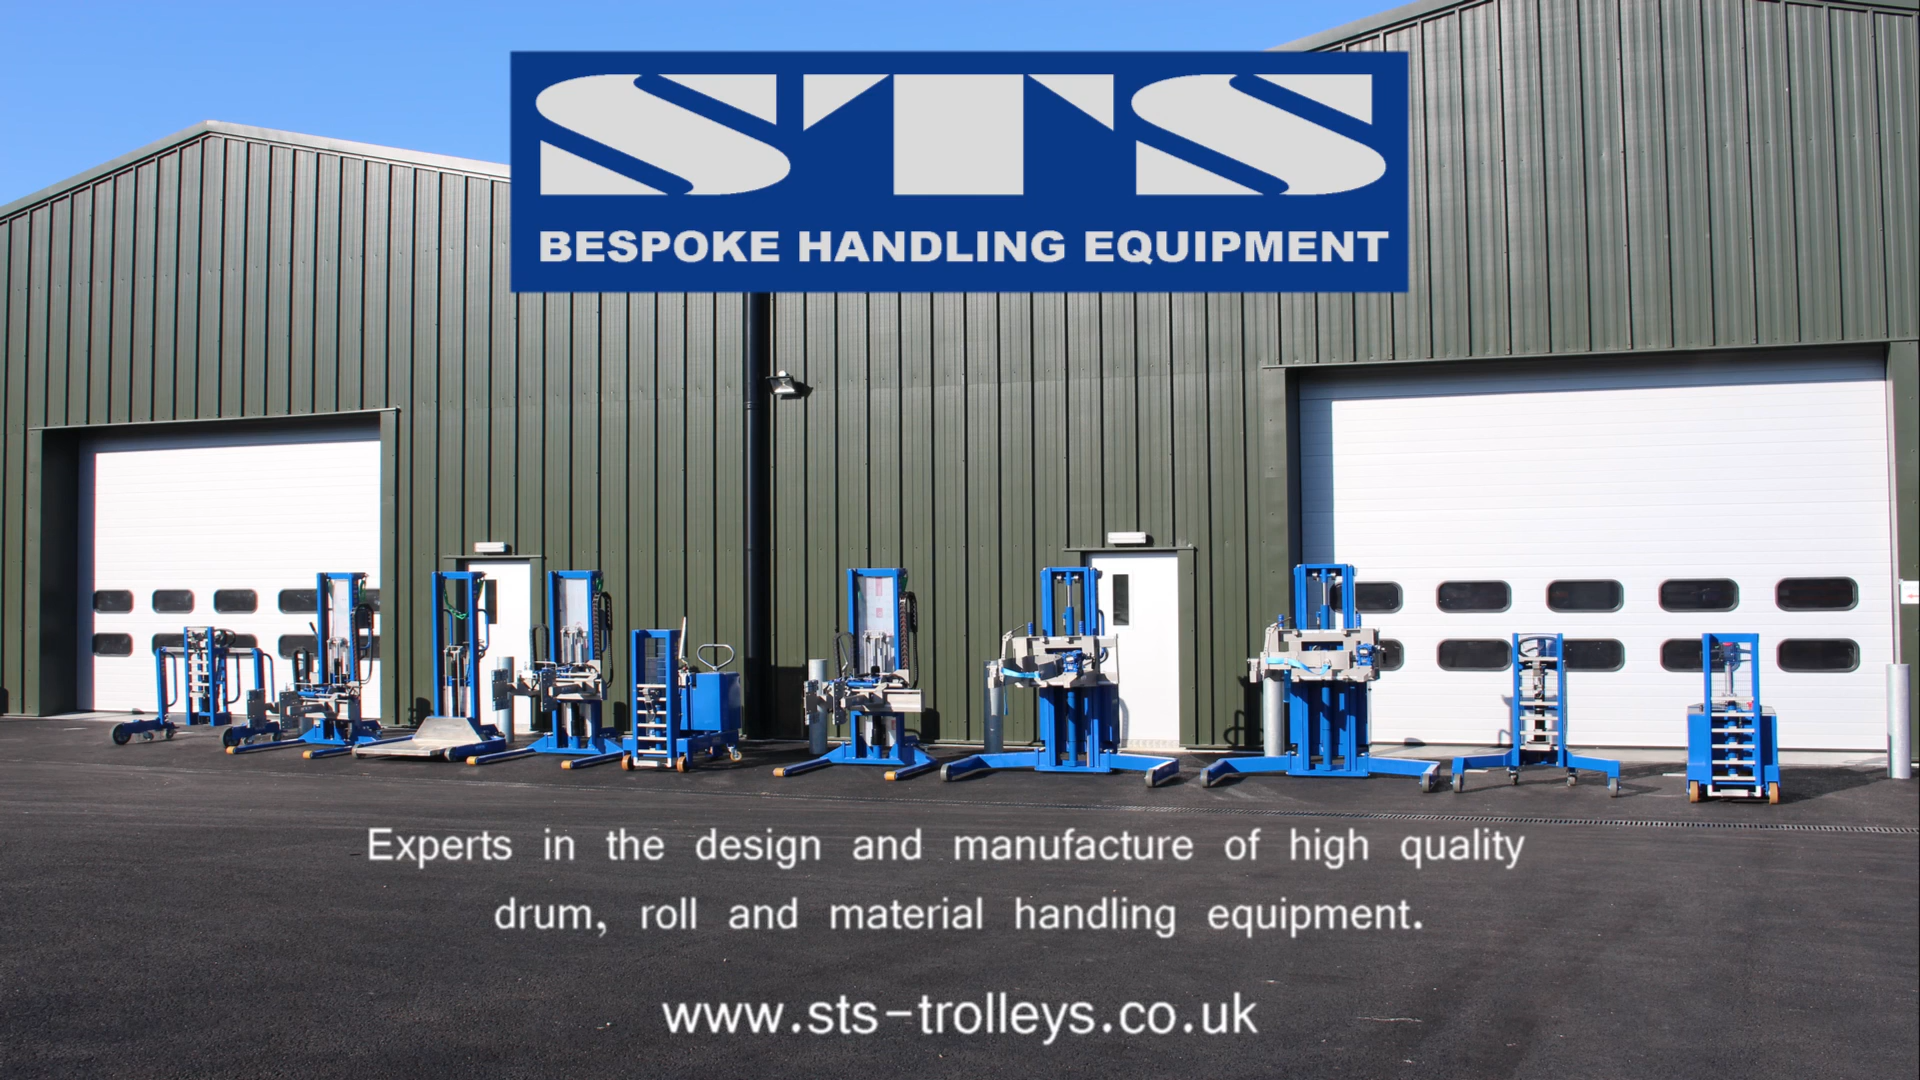 STS
BESPOKE HANDLING EQUIPMENT
Experts in the design and manufacture of high quality
drum, roll and material handling equipment.
www.sts-trolleys.co.uk